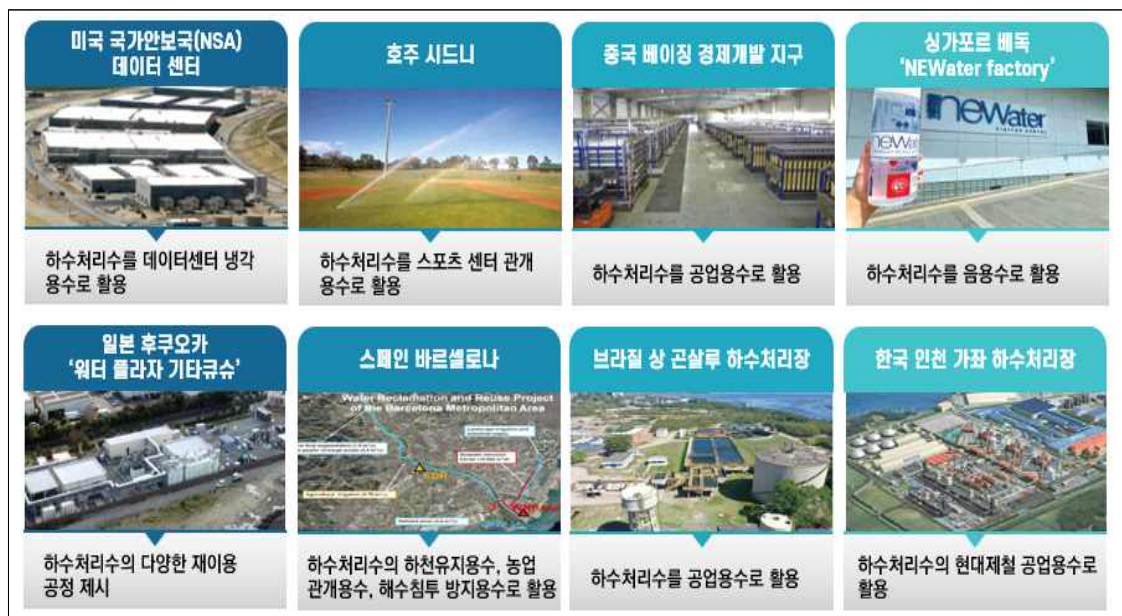 미국 국가안보국(NSA)
데이터 센터
호주 시드니
중국 베이징 경제개발 지구
싱가포르 베독
‘NEWater factory’
neWater
VISITOR CENTRE
하수처리수를 데이터센터 냉각
용수로 활용
하수처리수를 스포츠 센터 관개
용수로 활용
하수처리수를 공업용수로 활용
하수처리수를 음용수로 활용
일본 후쿠오카
‘워터 플라자 기타큐슈’
스페인 바르셀로나
브라질 상 곤살루 하수처리장
한국 인천 가좌 하수처리장
Water Reclamation and Reuse Project
of the Barcelona Metropolitan Area
하수처리수의 다양한 재이용
공정 제시
하수처리수의 하천유지용수, 농업
관개용수, 해수침투 방지용수로 활용
하수처리수를 공업용수로 활용
하수처리수의 현대제철 공업용수로
활용